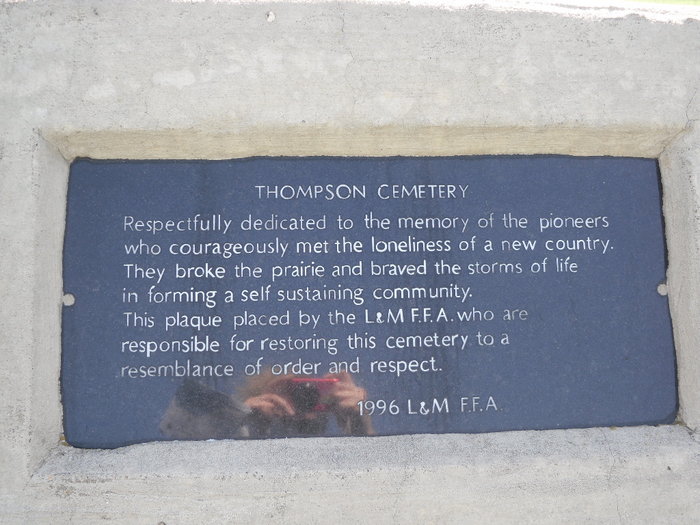 THOMPSON CEMETERY
Respectfully dedicated to the memory of the pioneers
who courageously met the loneliness of a new country.
They broke the prairie and braved the storms of life
in forming a self sustaining community.
This plaque placed by the L&M F.F.A. who are
responsible for restoring this cemetery to a
resemblance of order and respect.
1996 L&M F.F.A.